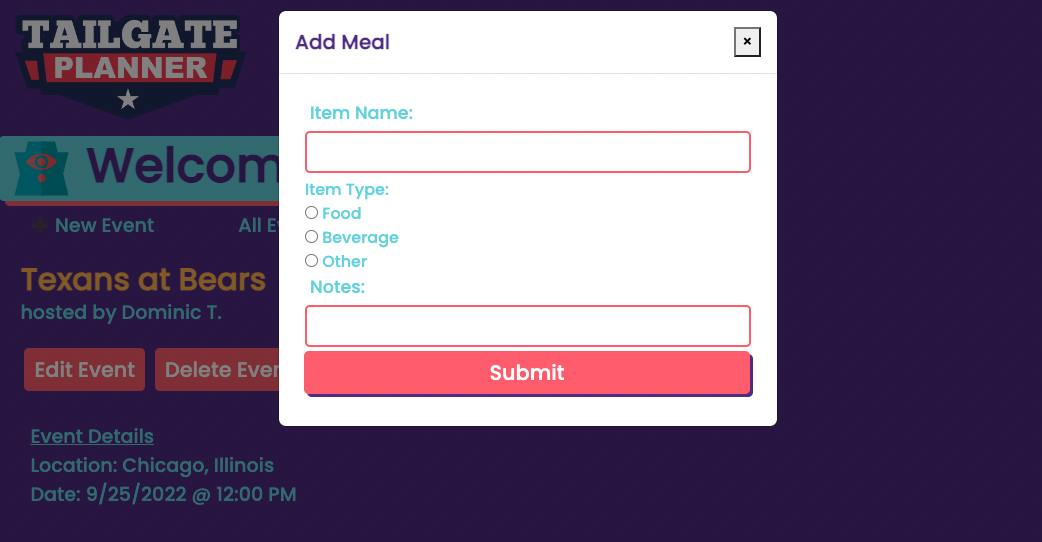 TAILGATE
PLANNER
Welcom
New Event
All E
Texans at Bears
hosted by Dominic T.
Edit Event
Delete Even
Event Details
Location: Chicago, Illinois
Date: 9/25/2022 @ 12:00 PM
Add Meal
×
Item Name:
Item Type:
Food
Beverage
Other
Notes:
Submit